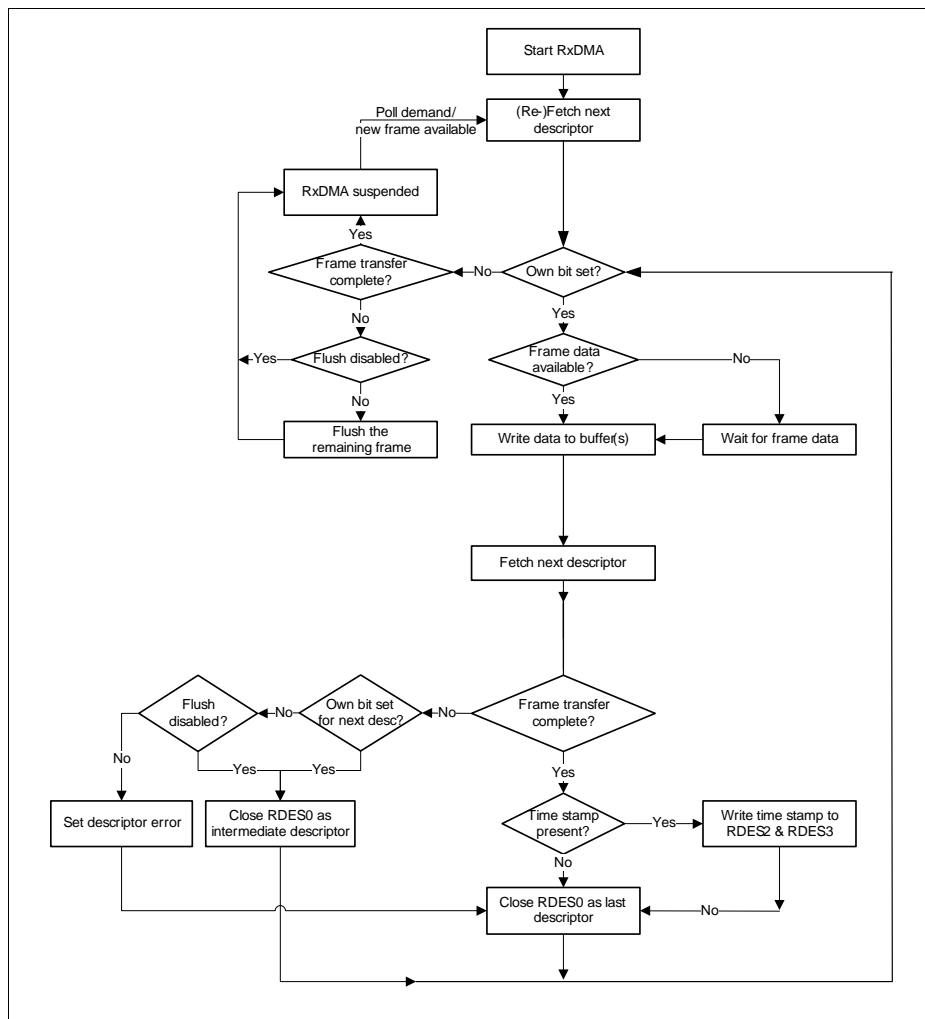 Start RxDMA
Poll demand/
new frame available
(Re-)Fetch next
descriptor
RxDMA suspended
Yes
Frame transfer
complete?
No
Own bit set?
No
Yes
Flush disabled?
Yes
Frame data
available?
No
No
Yes
Flush the
remaining frame
Write data to buffer(s)
Wait for frame data
Fetch next descriptor
Flush
disabled?
No
Own bit set
for next desc?
No
Frame transfer
complete?
No
Yes
Yes
Yes
Set descriptor error
Close RDES0 as
intermediate descriptor
Time stamp
present?
Yes
Write time stamp to
RDES2 & RDES3
No
Close RDES0 as last
descriptor
No